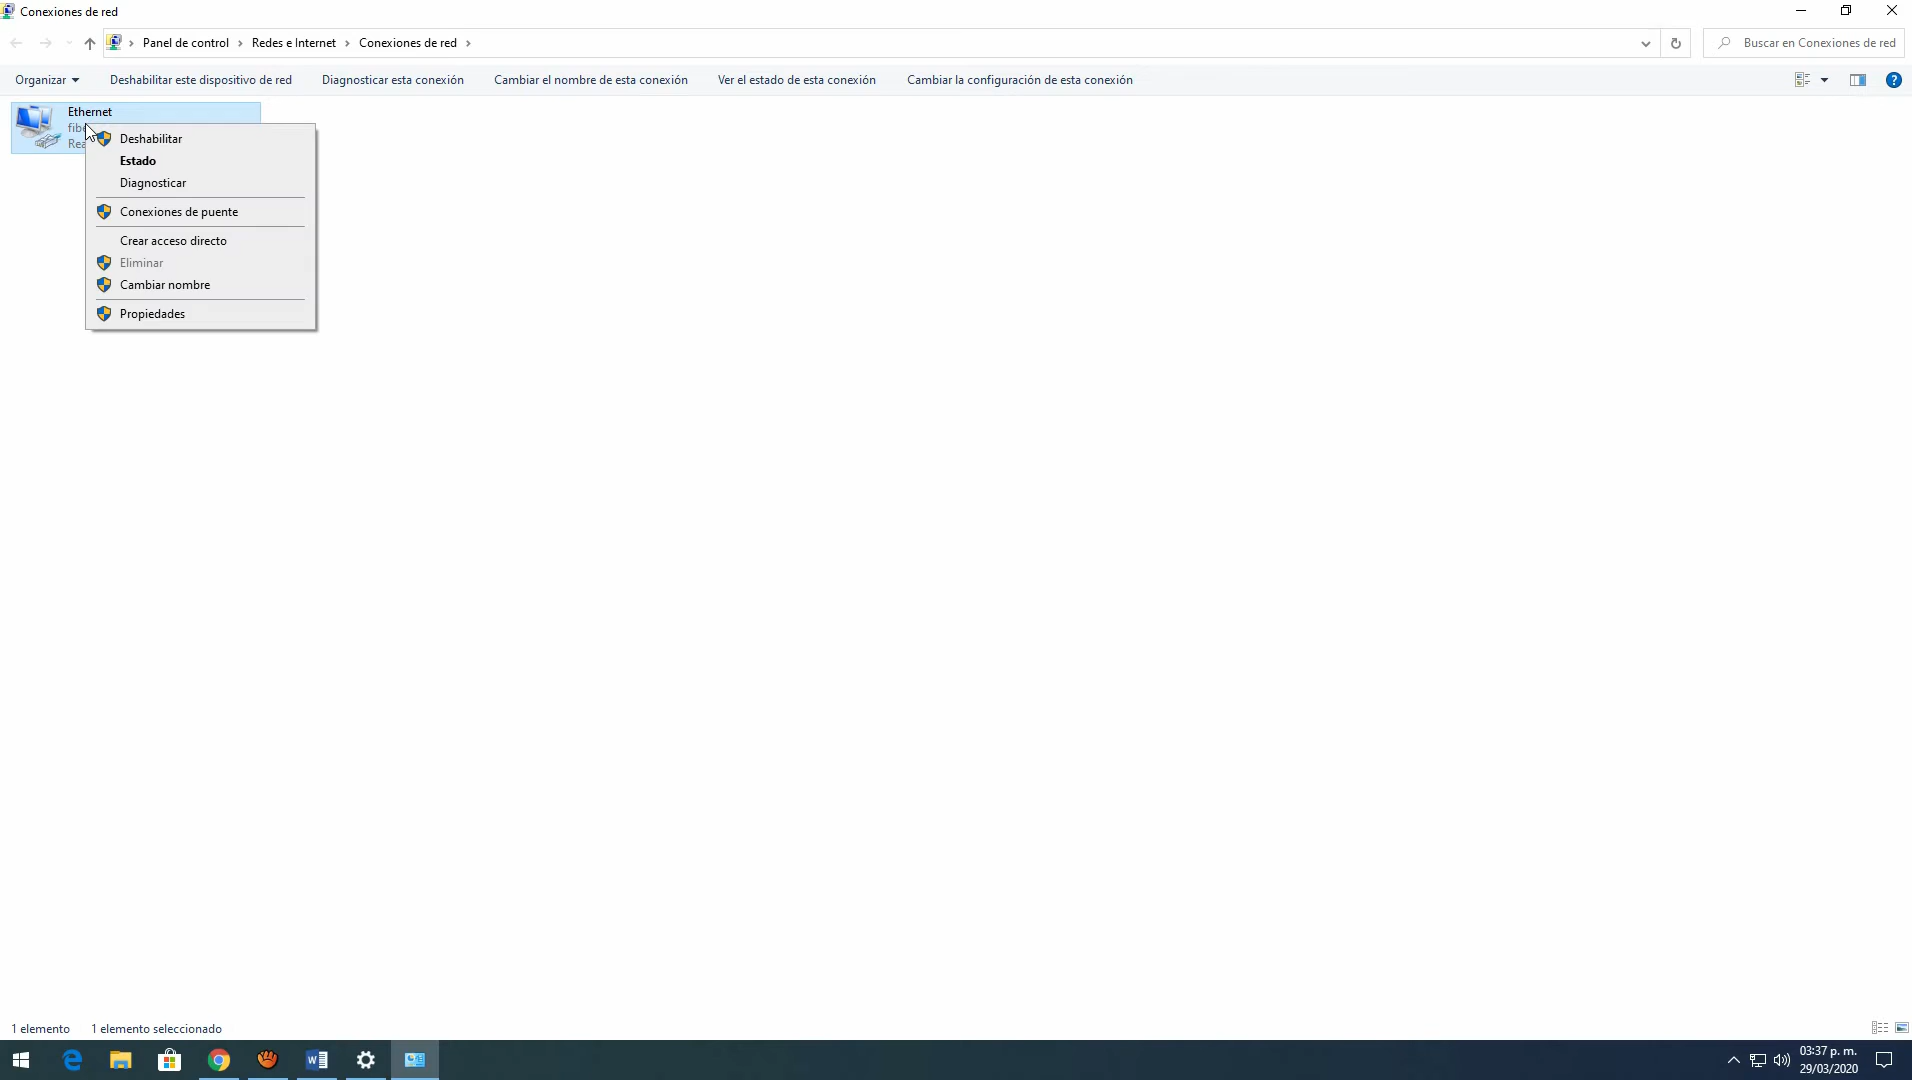 Conexiones de red
Panel de control Redes e Internet Conexiones de red
Buscar en Conexiones de red
Organizar Deshabilitar este dispositivo de red Diagnosticar esta conexión Cambiar el nombre de esta conexión Ver el estado de esta conexión Cambiar la configuración de esta conexión
Ethernet
Deshabilitar
Estado
Diagnosticar
Conexiones de puente
Crear acceso directo
Eliminar
Cambiar nombre
Propiedades
1 elemento 1 elemento seleccionado
03:37 p. m.
29/03/2020